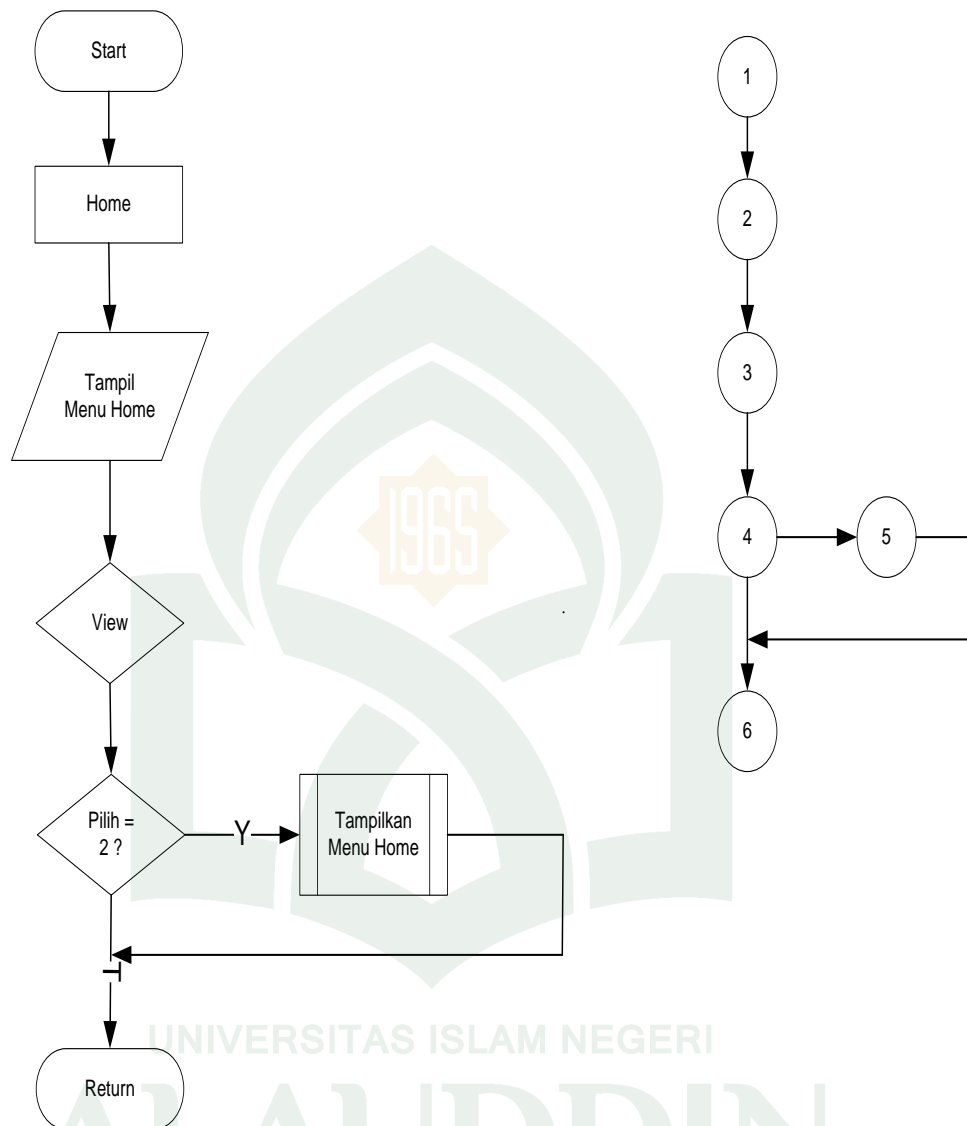 Start
Home
Tampil
Menu Home
View
Pilih =
2 ?
Y
Tampilkan
Menu Home
T
Return
1
2
3
4
5
6
1965
UNIVERSITAS ISLAM NEGERI
ALAUDDIN